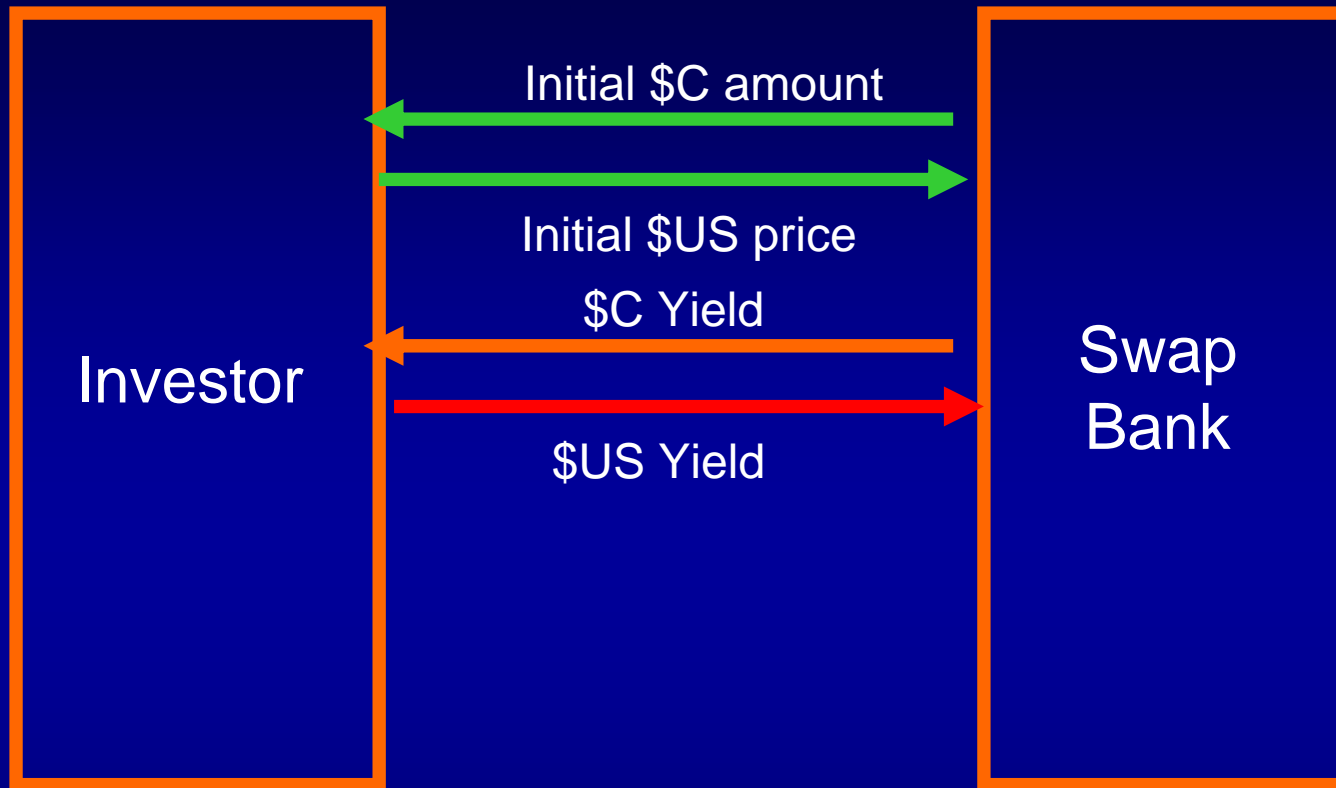 Initial $C amount
Initial $US price
$C Yield
Investor
Swap
Bank
$US Yield